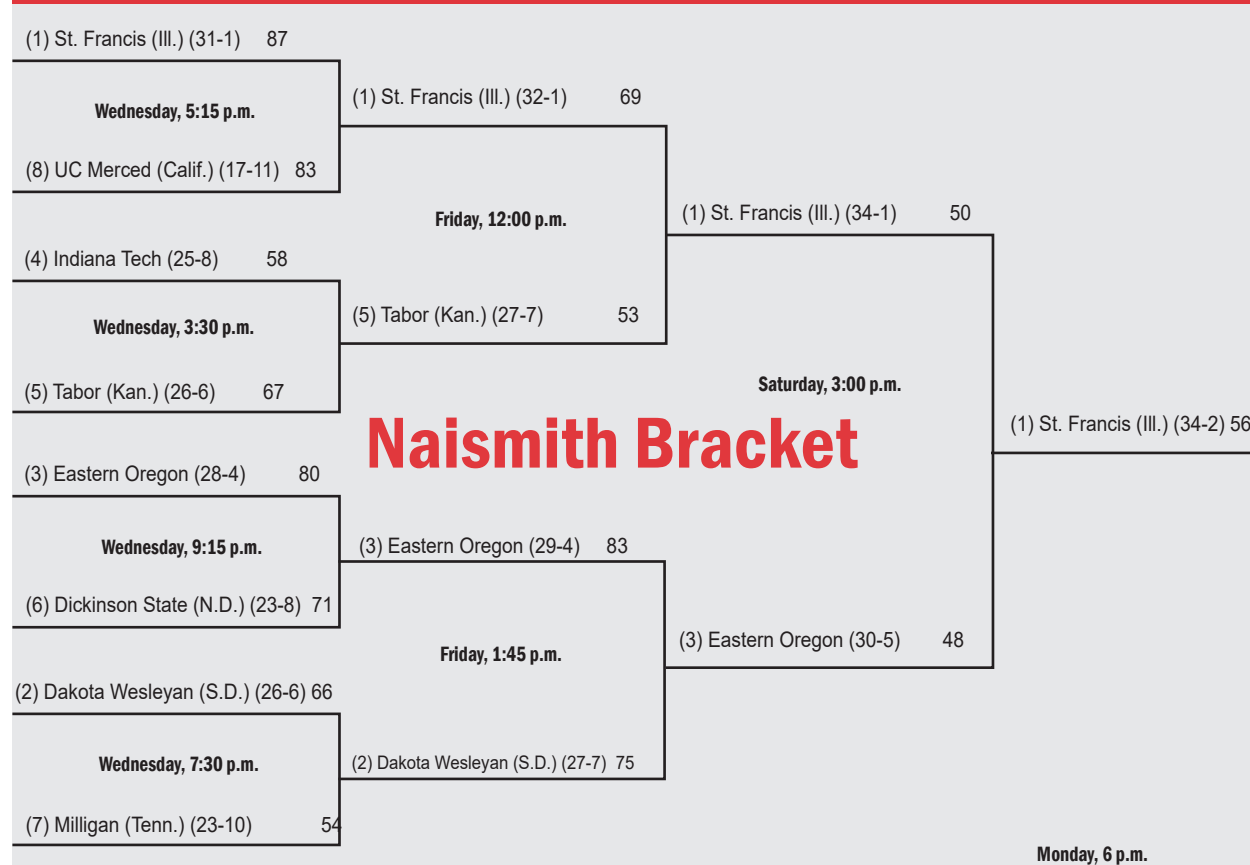 (1) St. Francis (Ill.) (31-1) 87
Wednesday, 5:15 p.m.
(8) UC Merced (Calif.) (17-11) 83
(4) Indiana Tech (25-8) 58
Wednesday, 3:30 p.m.
(5) Tabor (Kan.) (26-6) 67
(3) Eastern Oregon (28-4) 80
Wednesday, 9:15 p.m.
(6) Dickinson State (N.D.) (23-8) 71
(2) Dakota Wesleyan (S.D.) (26-6) 66
Wednesday, 7:30 p.m.
(7) Milligan (Tenn.) (23-10) 54
(1) St. Francis (Ill.) (32-1) 69
Friday, 12:00 p.m.
(5) Tabor (Kan.) (27-7) 53
Naismith Bracket
(3) Eastern Oregon (29-4) 83
Friday, 1:45 p.m.
(2) Dakota Wesleyan (S.D.) (27-7) 75
(1) St. Francis (Ill.) (34-1) 50
Saturday, 3:00 p.m.
(3) Eastern Oregon (30-5) 48
(1) St. Francis (Ill.) (34-2) 56
Monday, 6 p.m.